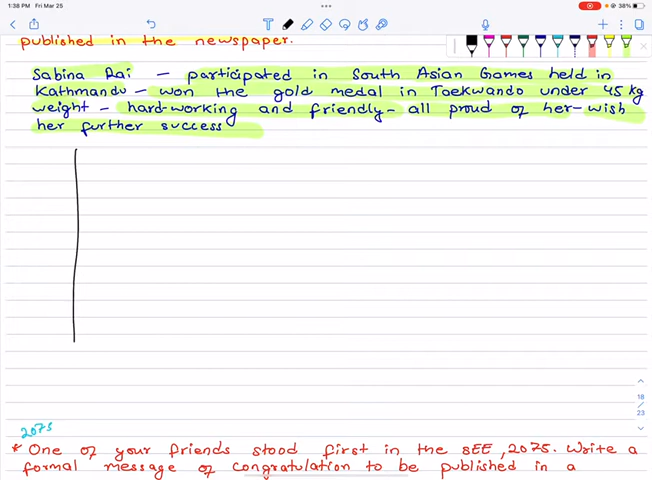 1:38 PM Fri Mar 25
38%
published in the newspaper.
Sabina Rai – participated in South Asian Games held in
Kathmandu – won the gold medal in Taekwando under 45 kg
weight – hard-working and friendly – all proud of her – wish
her further success
18
/
23
2075
* One of your friends stood first in the SEE, 2075. Write a
formal message of congratulation to be published in a